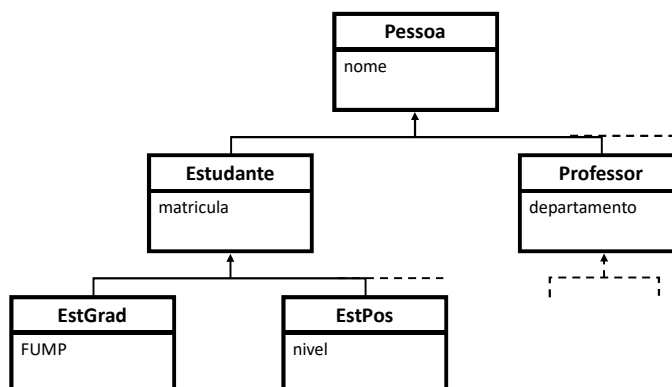 Pessoa
nome
Estudante
matricula
Professor
departamento
EstGrad
FUMP
EstPos
nivel